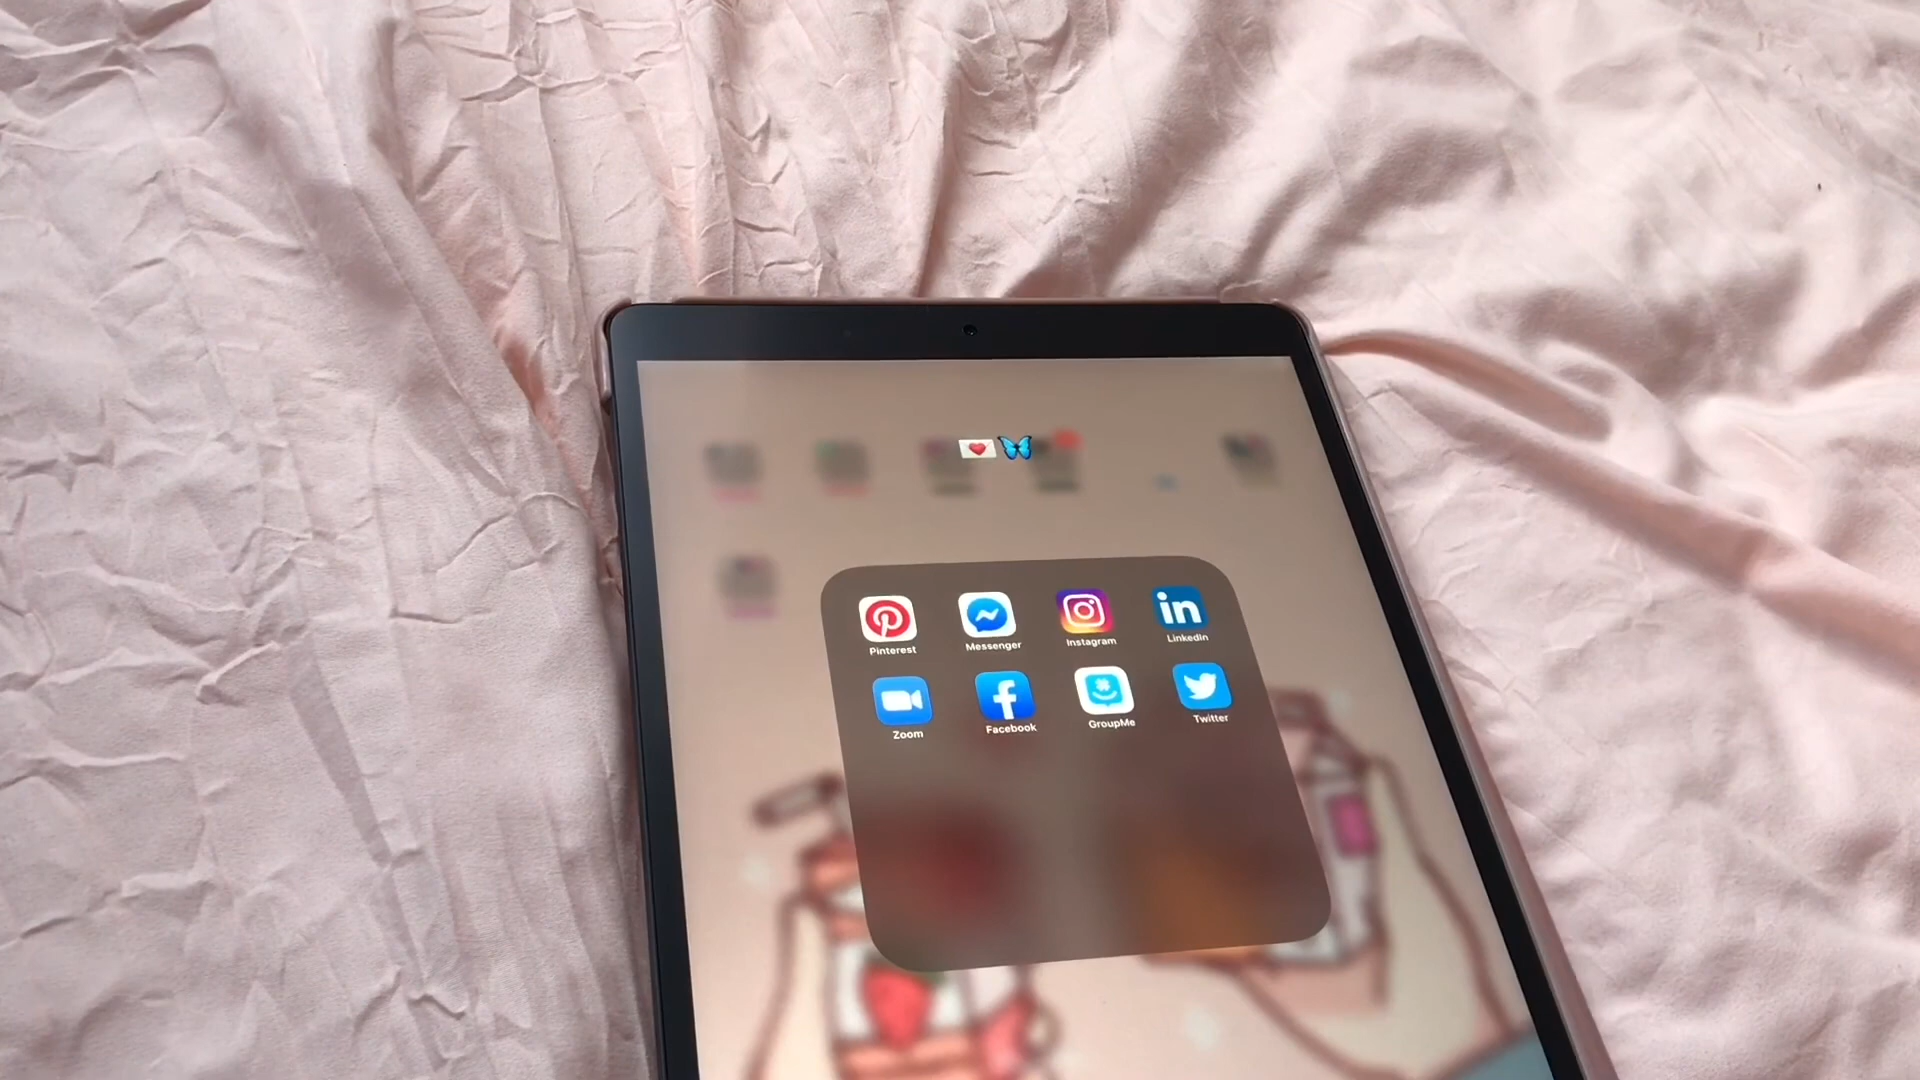 💌🦋
Pinterest Messenger Instagram LinkedIn
Zoom Facebook GroupMe Twitter